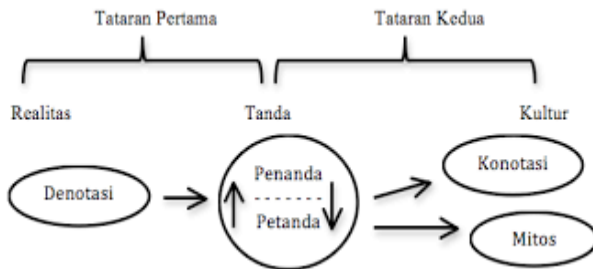 Tataran Pertama Tataran Kedua
Realitas Tanda Kultur
Denotasi
Penanda
Petanda
Konotasi
Mitos